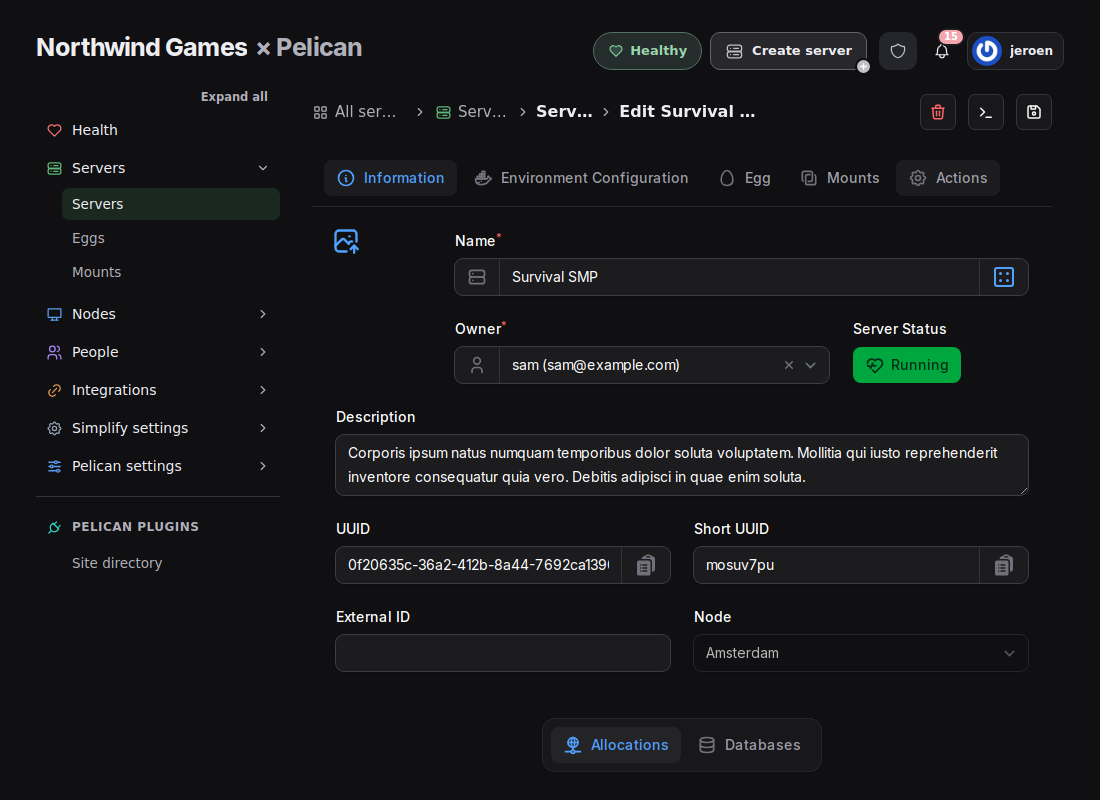 Northwind Games × Pelican
Healthy
Create server
15
jeroen
Expand all
Health
Servers
Servers
Eggs
Mounts
Nodes
People
Integrations
Simplify settings
Pelican settings
PELICAN PLUGINS
Site directory
All ser... > Serv... > Serv... > Edit Survival ...
Information
Environment Configuration
Egg
Mounts
Actions
Name*
Survival SMP
Owner*
sam (sam@example.com)
Server Status
Running
Description
Corporis ipsum natus numquam temporibus dolor soluta voluptatem. Mollitia qui iusto reprehenderit
inventore consequatur quia vero. Debitis adipisci in quae enim soluta.
UUID
0f20635c-36a2-412b-8a44-7692ca139
Short UUID
mosuv7pu
External ID
Node
Amsterdam
Allocations
Databases